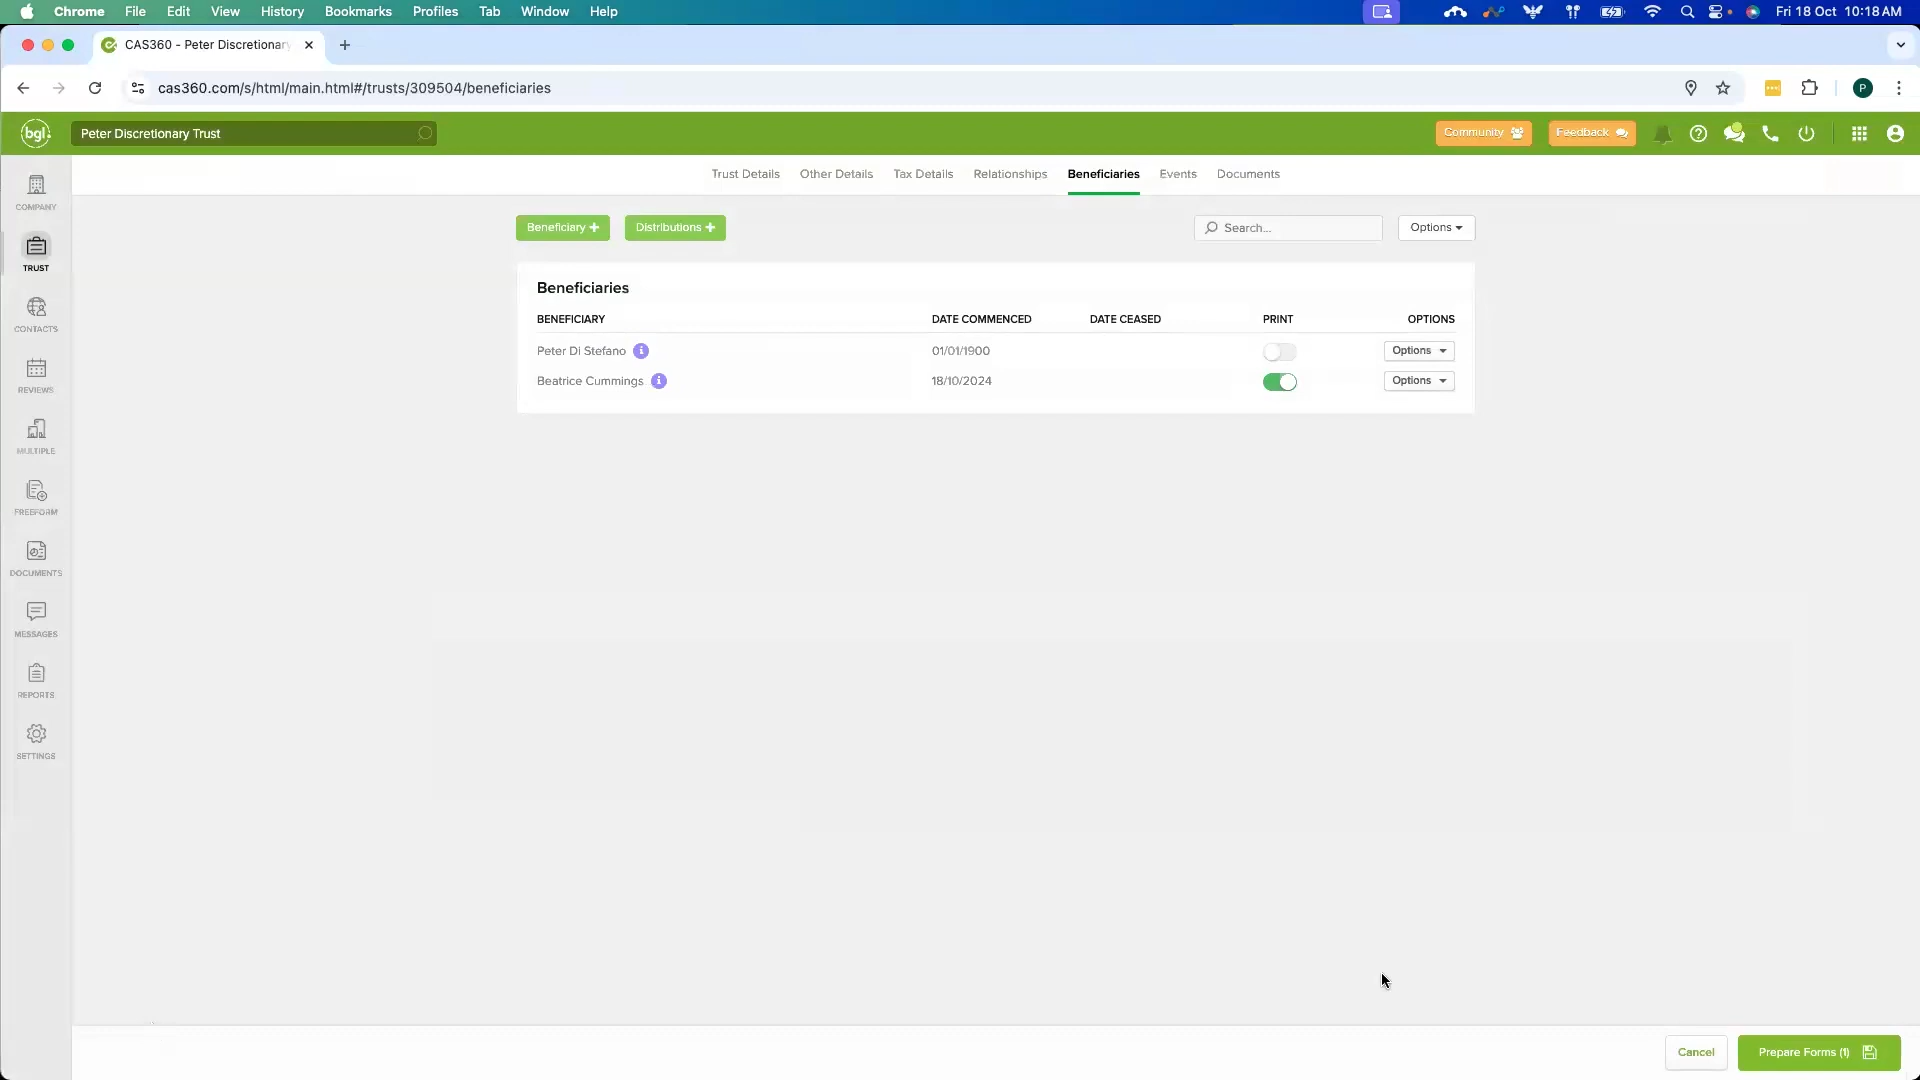 Chrome File Edit View History Bookmarks Profiles Tab Window Help Fri 18 Oct 10:18 AM
CAS360 - Peter Discretionary
cas360.com/s/html/main.html#/trusts/309504/beneficiaries P
bgl. Peter Discretionary Trust Community Feedback
Trust Details Other Details Tax Details Relationships Beneficiaries Events Documents
COMPANY
TRUST
CONTACTS
REVIEWS
MULTIPLE
FREEFORM
DOCUMENTS
MESSAGES
REPORTS
SETTINGS
Beneficiary + Distributions + Search... Options
Beneficiaries
BENEFICIARY DATE COMMENCED DATE CEASED PRINT OPTIONS
Peter Di Stefano 01/01/1900 Options
Beatrice Cummings 18/10/2024 Options
Cancel Prepare Forms (1)